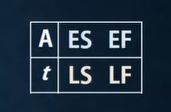 A ES EF
t LS LF